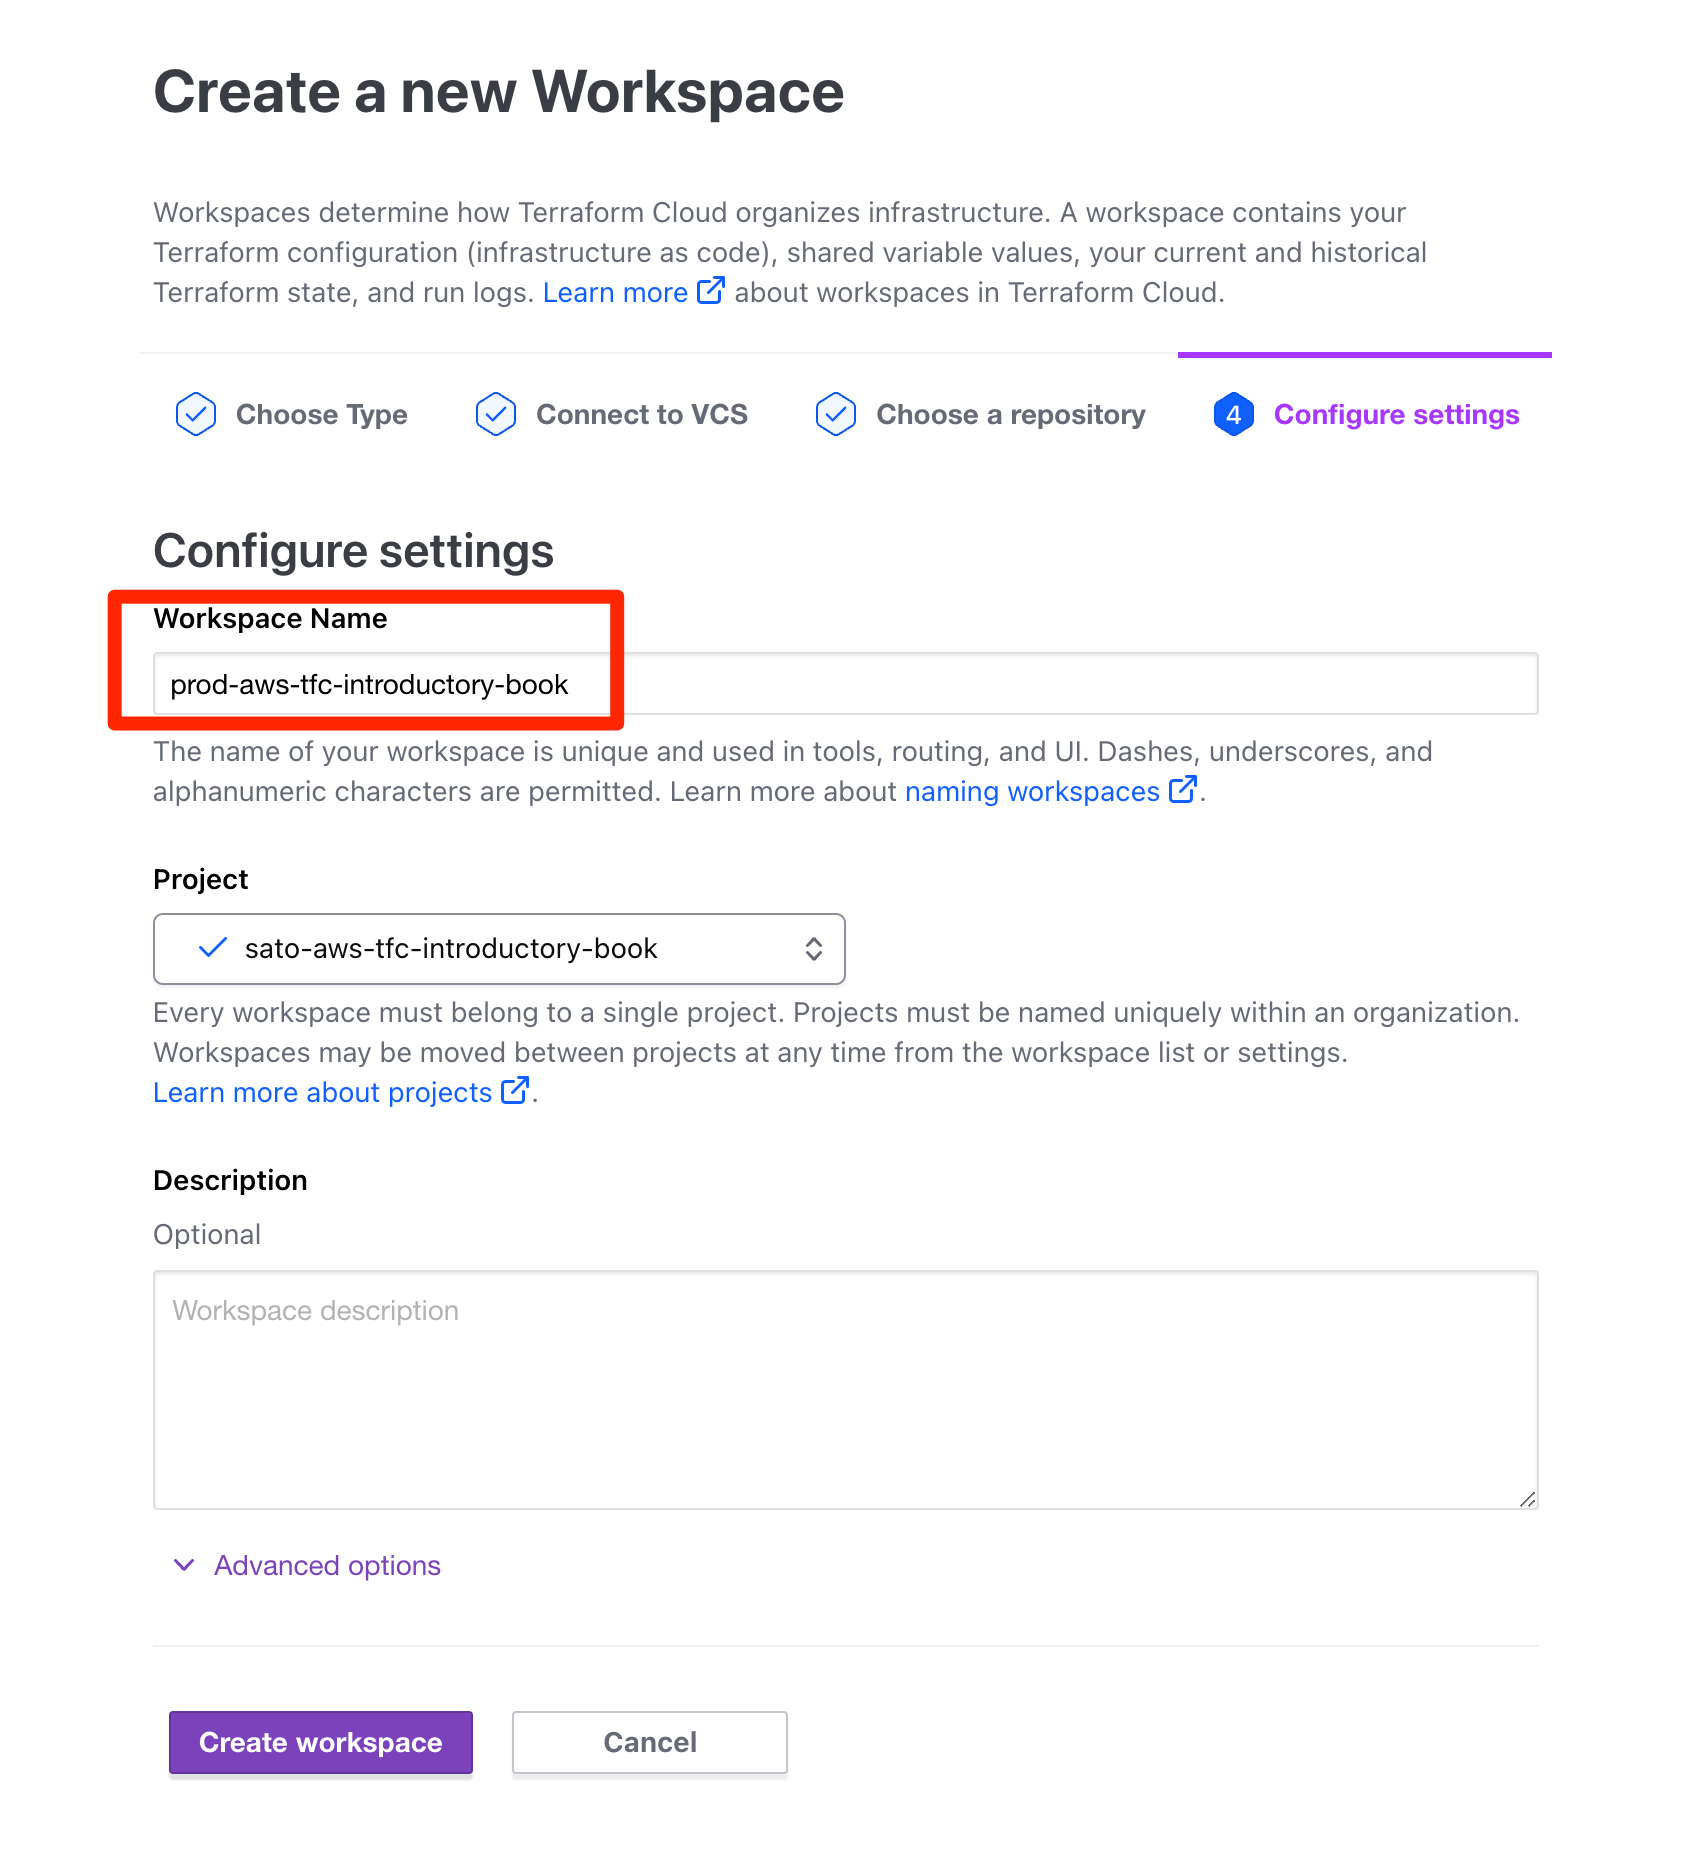 Create a new Workspace
Workspaces determine how Terraform Cloud organizes infrastructure. A workspace contains your
Terraform configuration (infrastructure as code), shared variable values, your current and historical
Terraform state, and run logs. Learn more about workspaces in Terraform Cloud.
Choose Type
Connect to VCS
Choose a repository
4 Configure settings
Configure settings
Workspace Name
prod-aws-tfc-introductory-book
The name of your workspace is unique and used in tools, routing, and UI. Dashes, underscores, and
alphanumeric characters are permitted. Learn more about naming workspaces.
Project
sato-aws-tfc-introductory-book
Every workspace must belong to a single project. Projects must be named uniquely within an organization.
Workspaces may be moved between projects at any time from the workspace list or settings.
Learn more about projects.
Description
Optional
Workspace description
Advanced options
Create workspace
Cancel